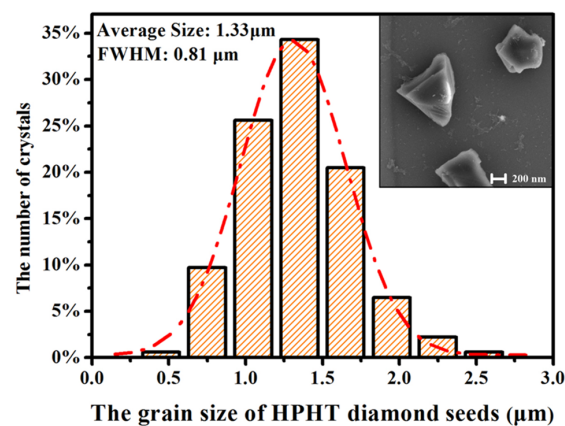 Average Size: 1.33μm
FWHM: 0.81 μm
The number of crystals
35%
30%
25%
20%
15%
10%
5%
0%
200 nm
0.0 0.5 1.0 1.5 2.0 2.5 3.0
The grain size of HPHT diamond seeds (μm)